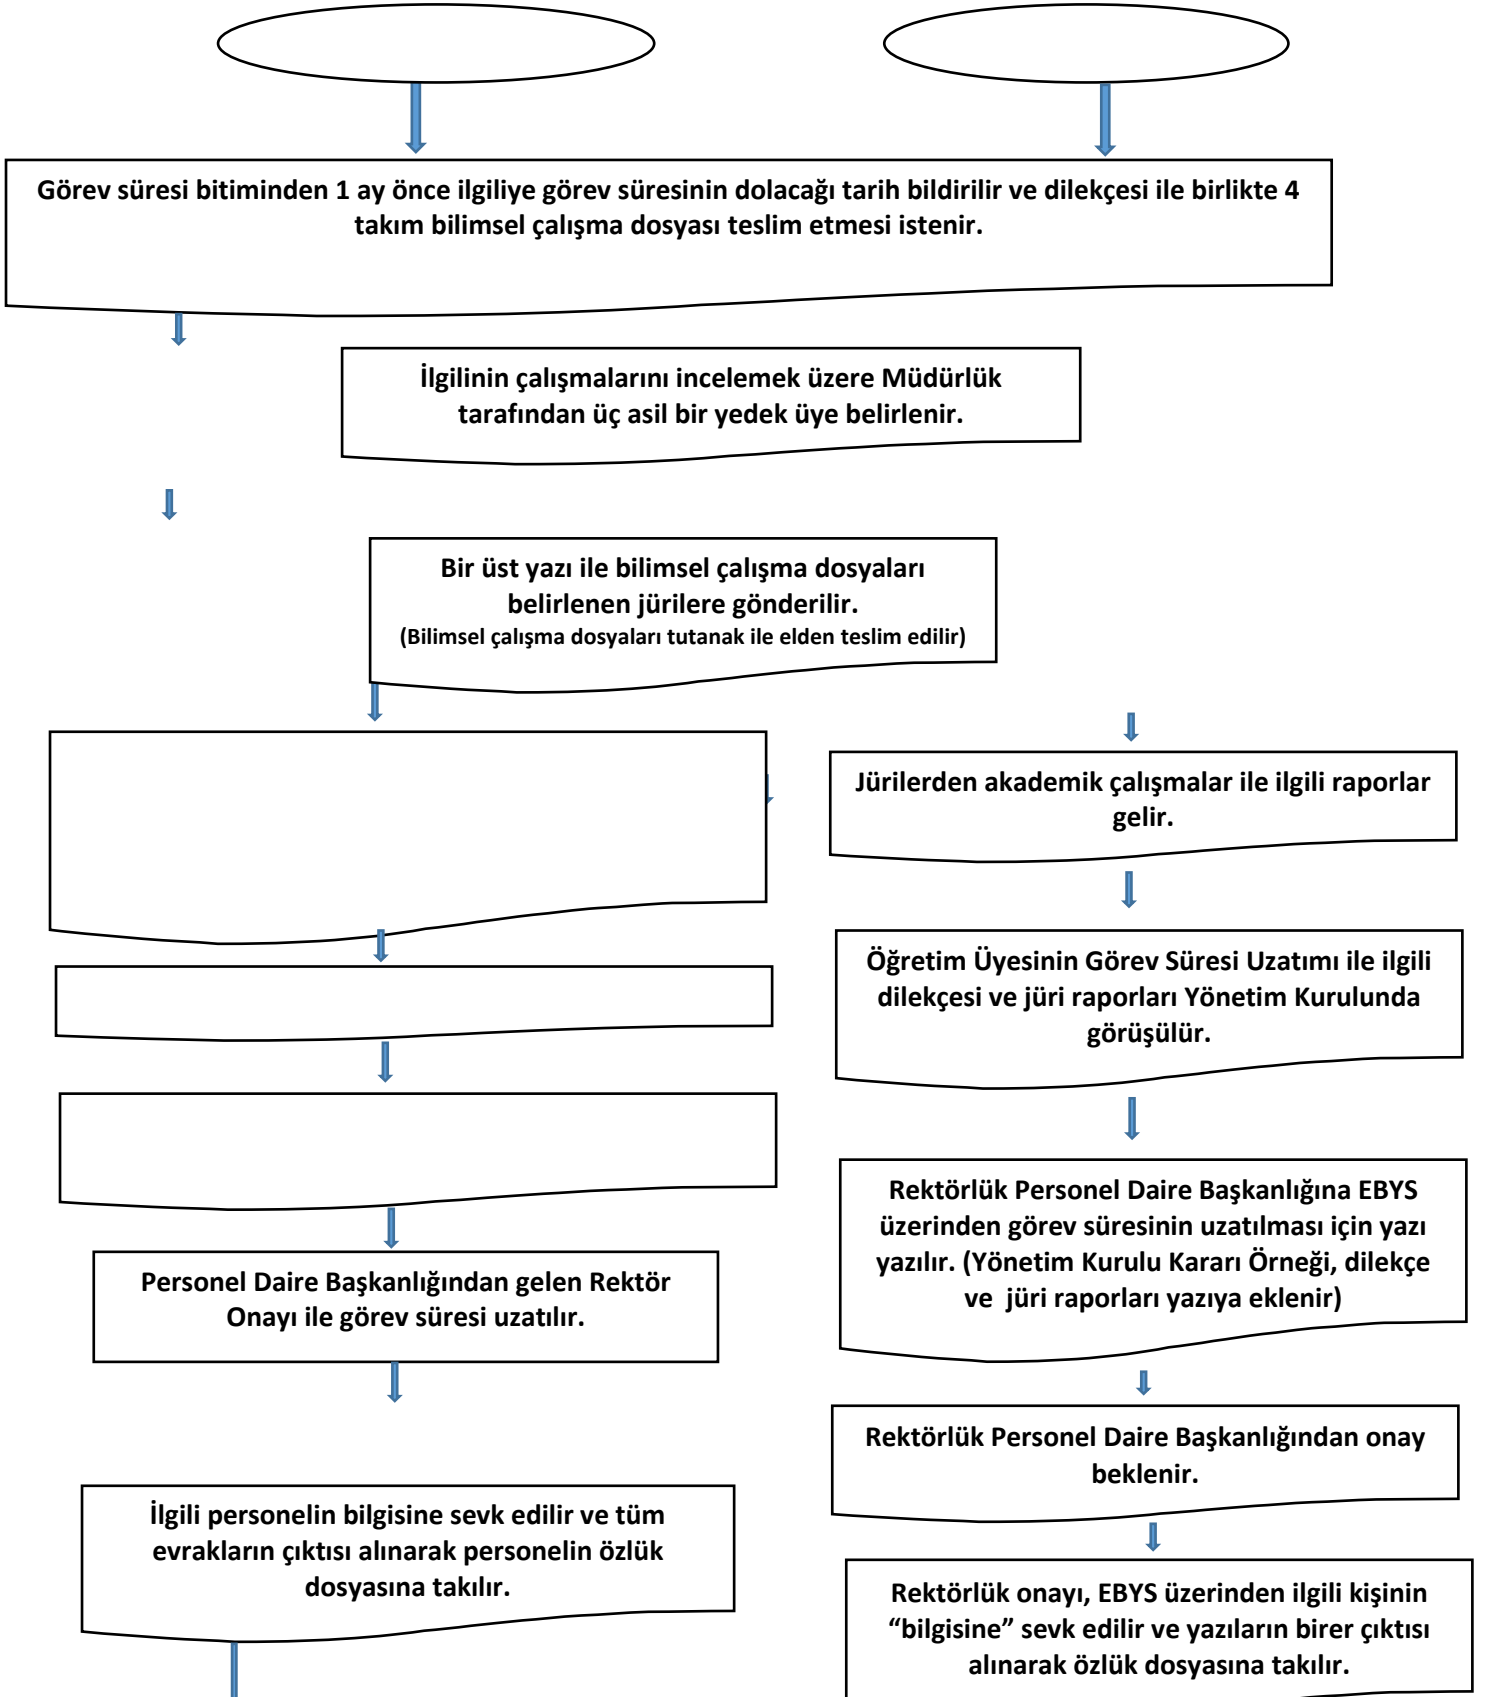 Görev süresi bitiminden 1 ay önce ilgiliye görev süresinin dolacağı tarih bildirilir ve dilekçesi ile birlikte 4
takım bilimsel çalışma dosyası teslim etmesi istenir.
İlgilinin çalışmalarını incelemek üzere Müdürlük
tarafından üç asil bir yedek üye belirlenir.
Bir üst yazı ile bilimsel çalışma dosyaları
belirlenen jürilere gönderilir.
(Bilimsel çalışma dosyaları tutanak ile elden teslim edilir)
Jürilerden akademik çalışmalar ile ilgili raporlar
gelir.
Öğretim Üyesinin Görev Süresi Uzatımı ile ilgili
dilekçesi ve jüri raporları Yönetim Kurulunda
görüşülür.
Rektörlük Personel Daire Başkanlığına EBYS
üzerinden görev süresinin uzatılması için yazı
yazılır. (Yönetim Kurulu Kararı Örneği, dilekçe
ve  jüri raporları yazıya eklenir)
Personel Daire Başkanlığından gelen Rektör
Onayı ile görev süresi uzatılır.
Rektörlük Personel Daire Başkanlığından onay
beklenir.
İlgili personelin bilgisine sevk edilir ve tüm
evrakların çıktısı alınarak personelin özlük
dosyasına takılır.
Rektörlük onayı, EBYS üzerinden ilgili kişinin
“bilgisine” sevk edilir ve yazıların birer çıktısı
alınarak özlük dosyasına takılır.